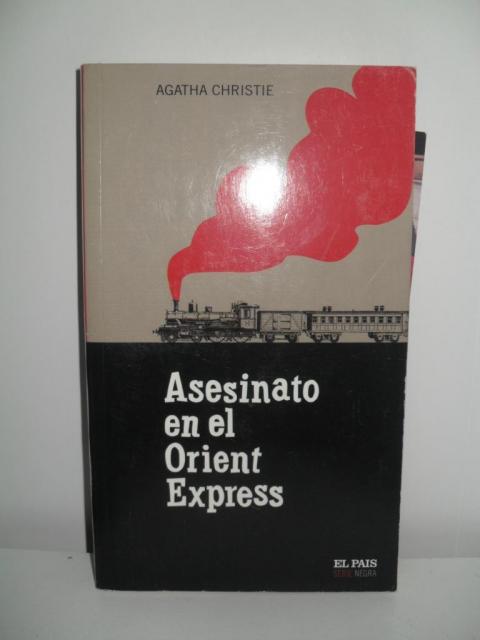 AGATHA CHRISTIE
Asesinato
en el
Orient
Express
EL PAIS
SERIE NEGRA